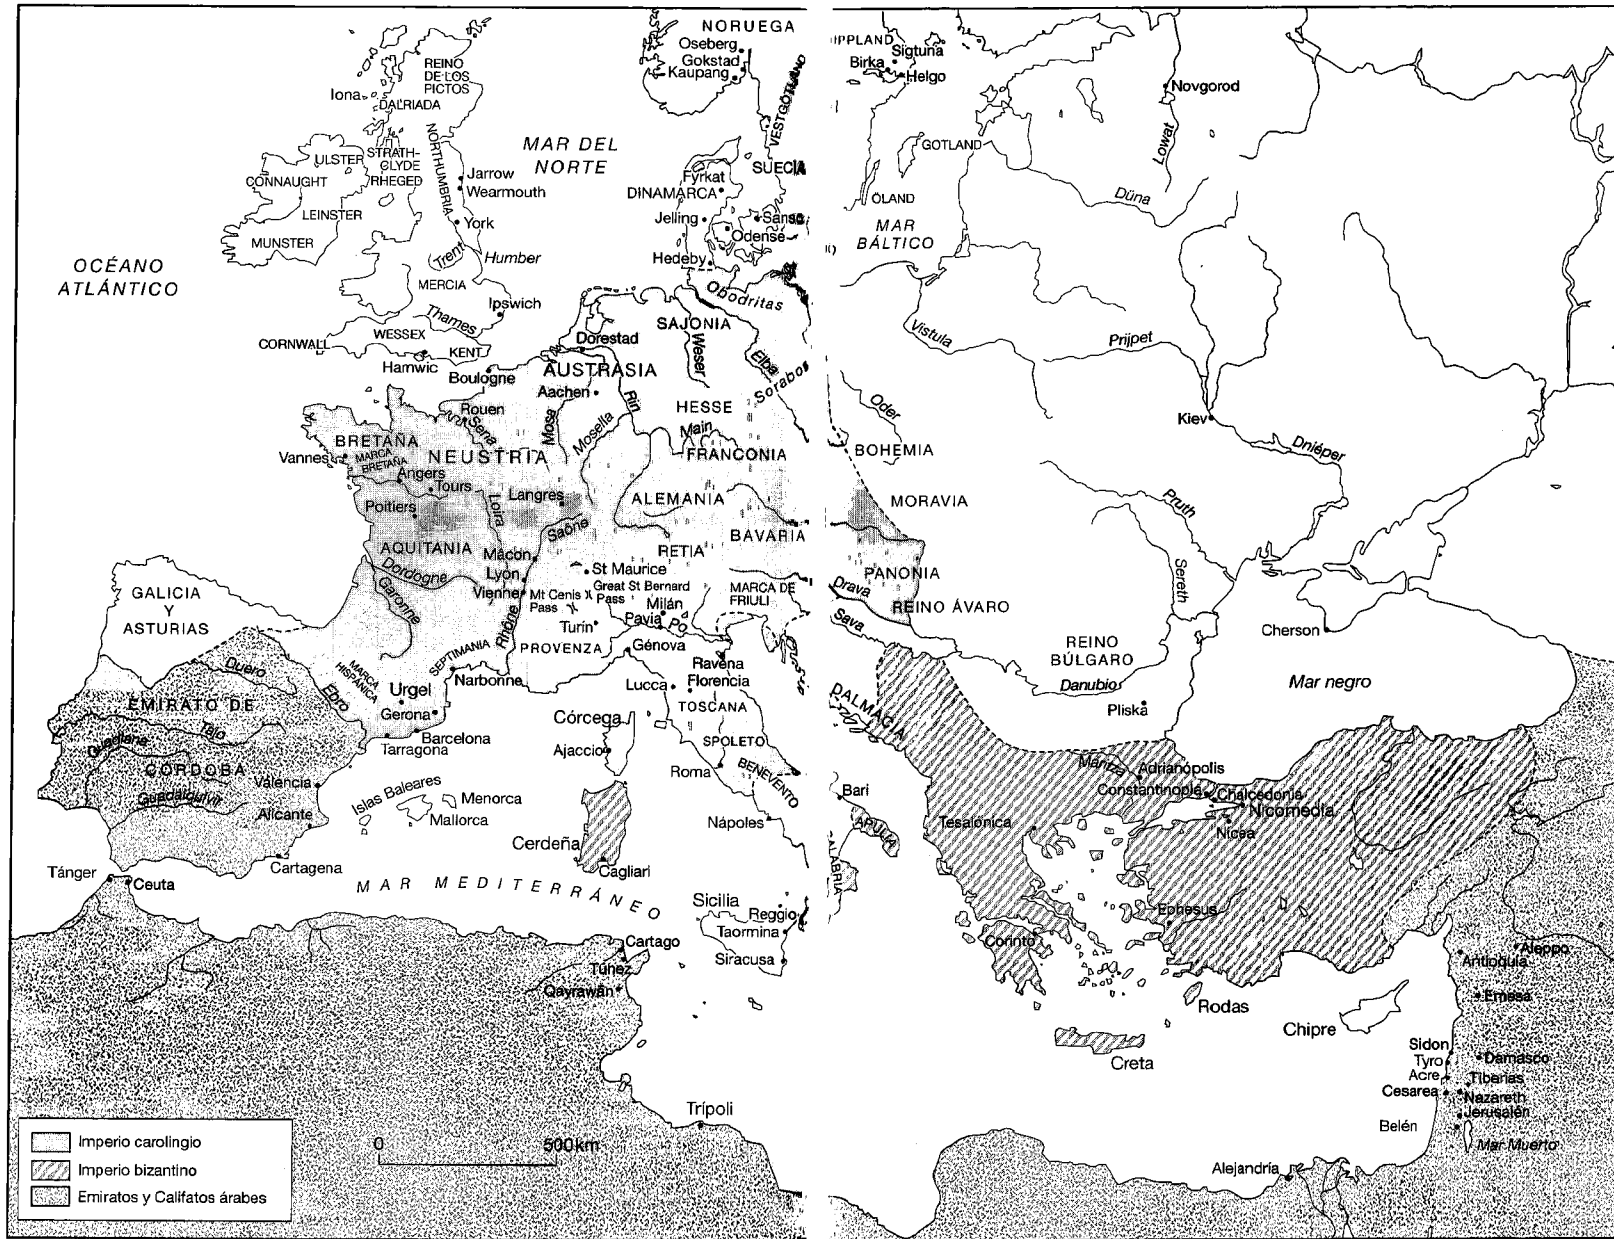 NORUEGA
Oseberg
Gokstad
Kaupang
VESTGOTLAND
Sigtuna
Birka
Helgo
Novgorod
Lowat
REINO
DE LOS
PICTOS
Iona
DALRIADA
MAR DEL
NORTE
GOTLAND
ULSTER
STRATH-
CLYDE
RHEGED
NORTHUMBRIA
Jarrow
Wearmouth
CONNAUGHT
LEINSTER
MUNSTER
York
Trent
Humber
SUECIA
Fyrkat
DINAMARCA
Jelling
Sanso
Odense
Hedeby
Obodritas
ÖLAND
MAR
BÁLTICO
Düna
OCÉANO
ATLÁNTICO
MERCIA
Ipswich
Thames
WESSEX
CORNWALL
KENT
Hamwic
Boulogne
SAJONIA
Weser
Dorestad
AUSTRASIA
Aachen
Elba
Sorabos
Vistula
Prijpet
Rouen
Sena
Mosa
Mosella
Rin
HESSE
Main
FRANCONIA
Oder
BOHEMIA
Kiev
Dniéper
BRETAÑA
MARCA
BRETAÑA
Vannes
NEUSTRIA
Angers
Tours
Poitiers
Loira
Langres
ALEMANIA
MORAVIA
Pruth
Saône
BAVARIA
AQUITANIA
Mâcon
RETIA
Dordogne
Lyon
St Maurice
PANONIA
Sereth
GALICIA
Y
ASTURIAS
Garonne
Vienne
Mt Cenis
Pass
Great St Bernard
Pass
MARCA DE
FRIULI
Milán
Drava
REINO ÁVARO
Pavia
Po
Turín
Rhône
Sava
Cherson
PROVENZA
Génova
SEPTIMANIA
REINO
BÚLGARO
Duero
MARCA
HISPÁNICA
Narbonne
Ravena
Florencia
Lucca
Danubio
Mar negro
Ebro
Urgel
Gerona
EMIRATO DE
TOSCANA
DALMACIA
Pliska
Córcega
Tajo
Barcelona
Tarragona
Ajaccio
SPOLETO
Guadiana
CÓRDOBA
Roma
BENEVENTO
Maritza
Adrianópolis
Valencia
Guadalquivir
Islas Baleares
Menorca
Mallorca
Bari
Constantinopla
Chalcedonia
Nicomedia
Alicante
Nápoles
APULIA
Tesalónica
Nicea
Cerdeña
Cartagena
Cagliari
Tánger
Ceuta
MAR MEDITERRÁNEO
Sicilia
Reggio
Taormina
Ephesus
Cartago
Túnez
Siracusa
Corinto
Aleppo
Antioquía
Qayrawán
Emesa
Rodas
Chipre
Creta
Sidon
Damasco
Tyro
Acre
Tiberias
Cesarea
Nazareth
Jerusalén
Trípoli
Belén
Mar Muerto
Alejandría
Imperio carolingio
Imperio bizantino
Emiratos y Califatos árabes
0 500km